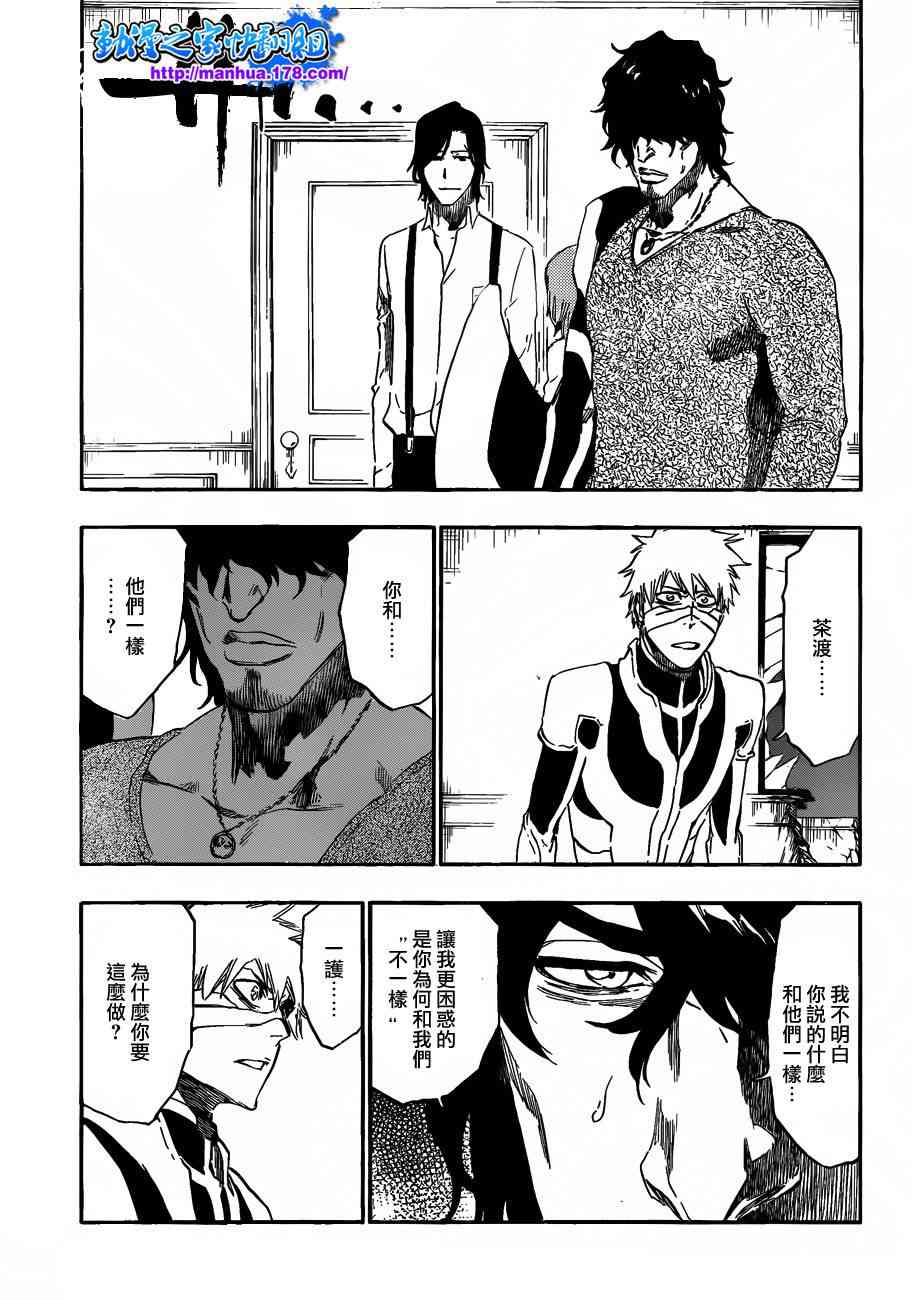 動漫之家快翻組
http://manhua.178.com/
茶渡……
你和……
他們一樣
……?
我不明白
你說的什麼
和他們一樣…
讓我更困惑的
是你為何和我們
"不一樣"
一護……
為什麼你要
這麼做?